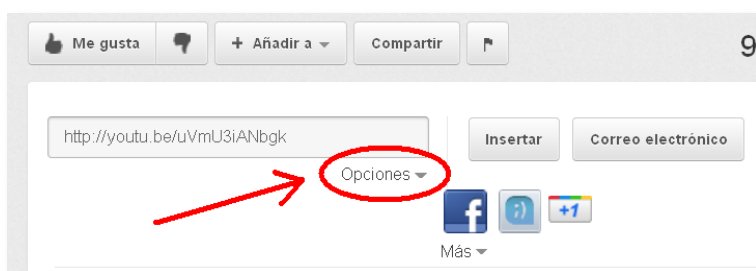 Me gusta + Añadir a Compartir 9
http://youtu.be/uVmU3iANbgk Insertar Correo electrónico
Opciones
f ;) +1
Más